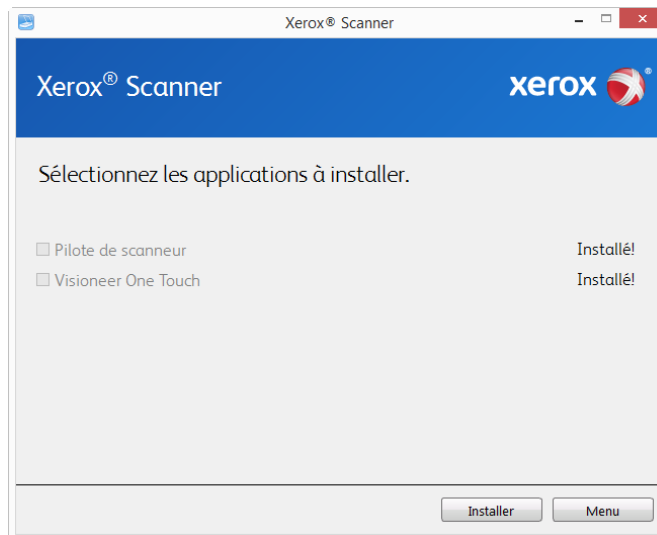 Xerox® Scanner
Xerox® Scanner
xerox®
Sélectionnez les applications à installer.
Pilote de scanneur Installé!
Visioneer One Touch Installé!
Installer Menu